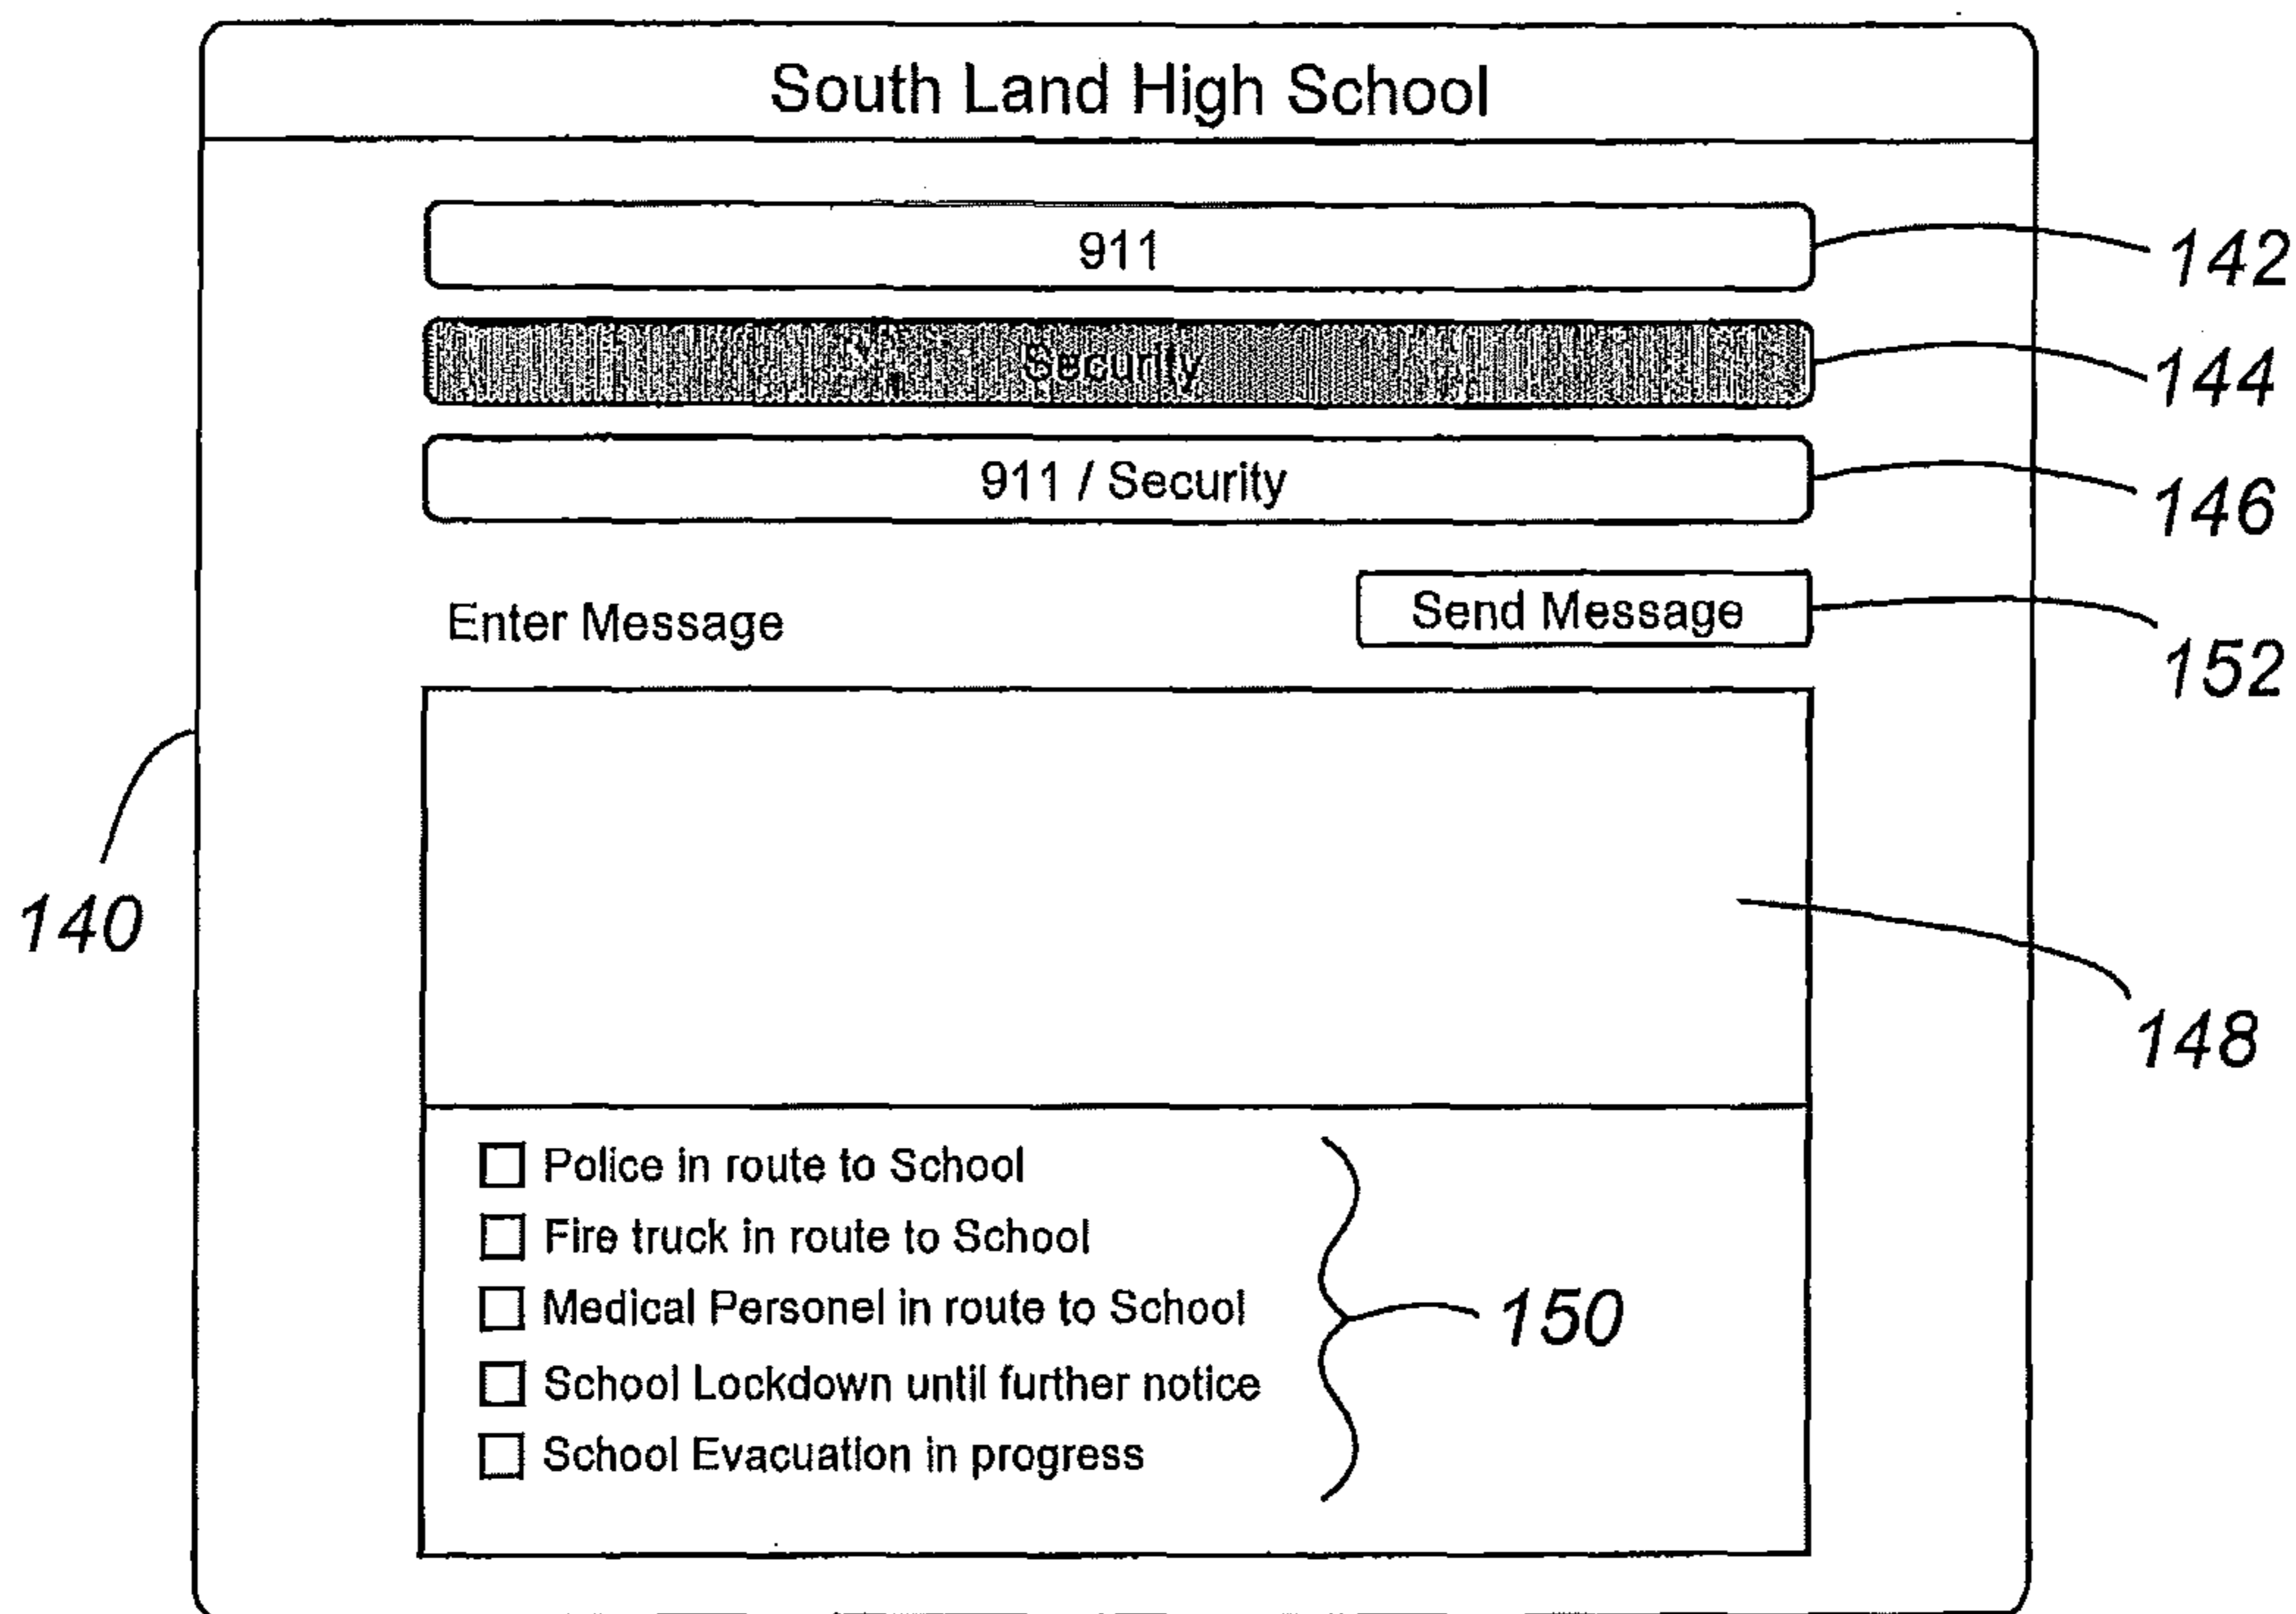 South Land High School
911
142
Security
144
911 / Security
146
Enter Message
Send Message
152
140
148
Police in route to School
Fire truck in route to School
Medical Personel in route to School
150
School Lockdown until further notice
School Evacuation in progress